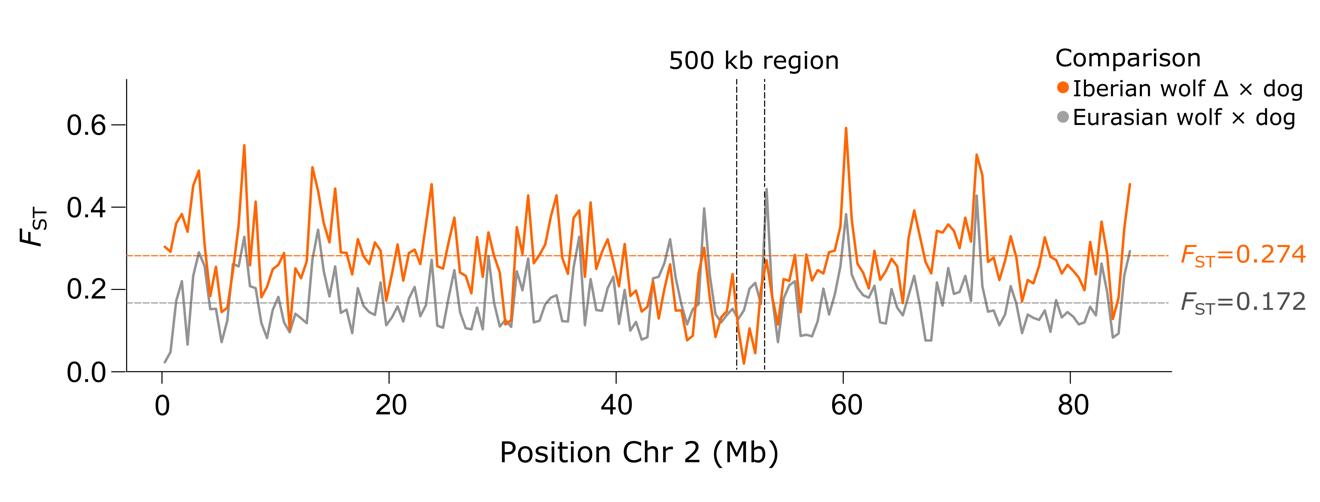 500 kb region
Comparison
Iberian wolf Δ × dog
Eurasian wolf × dog
0.6
0.4
0.2
0.0
FST
FST=0.274
FST=0.172
0
20
40
60
80
Position Chr 2 (Mb)